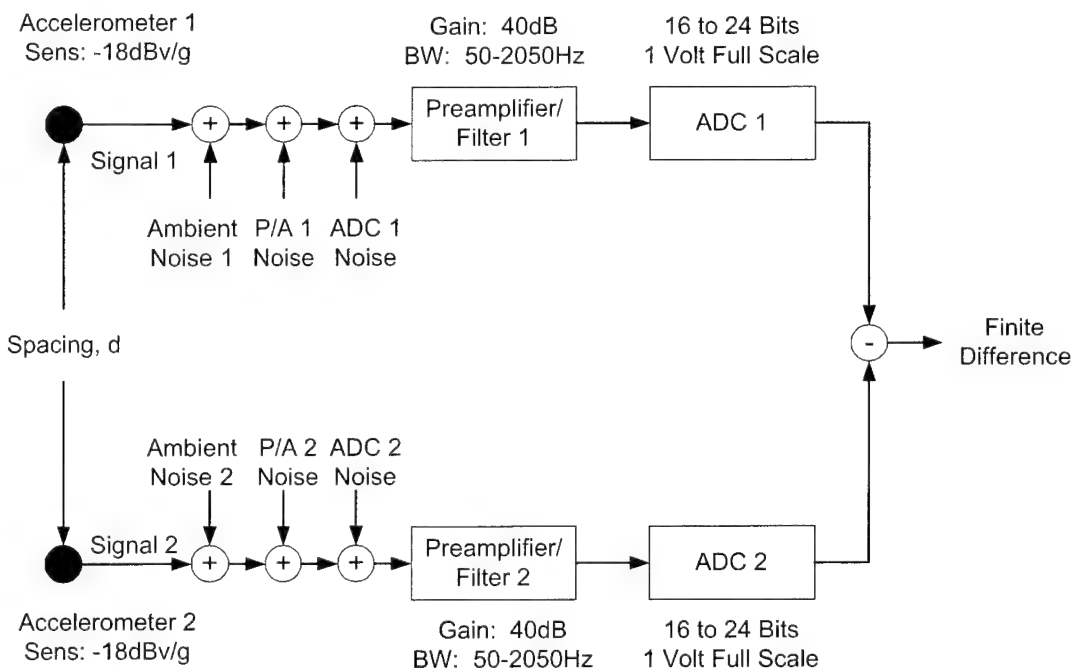 Accelerometer 1
Sens: -18dBv/g
Gain: 40dB
BW: 50-2050Hz
16 to 24 Bits
1 Volt Full Scale
+
+
+
Preamplifier/
Filter 1
ADC 1
Signal 1
Ambient
Noise 1
P/A 1
Noise
ADC 1
Noise
Spacing, d
-
Finite
Difference
Ambient
Noise 2
P/A 2
Noise
ADC 2
Noise
Signal 2
+
+
+
Preamplifier/
Filter 2
ADC 2
Accelerometer 2
Sens: -18dBv/g
Gain: 40dB
BW: 50-2050Hz
16 to 24 Bits
1 Volt Full Scale